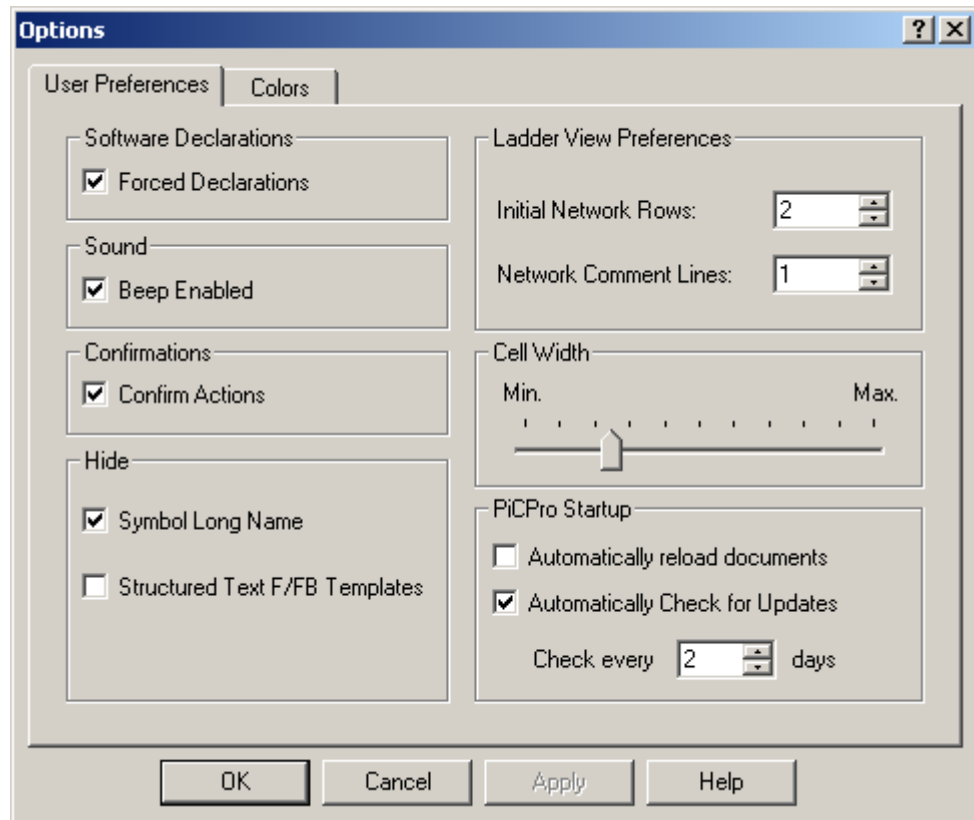 Options
User Preferences
Colors
Software Declarations
Forced Declarations
Sound
Beep Enabled
Confirmations
Confirm Actions
Hide
Symbol Long Name
Structured Text F/FB Templates
Ladder View Preferences
Initial Network Rows: 2
Network Comment Lines: 1
Cell Width
Min. Max.
PiCPro Startup
Automatically reload documents
Automatically Check for Updates
Check every 2 days
OK Cancel Apply Help